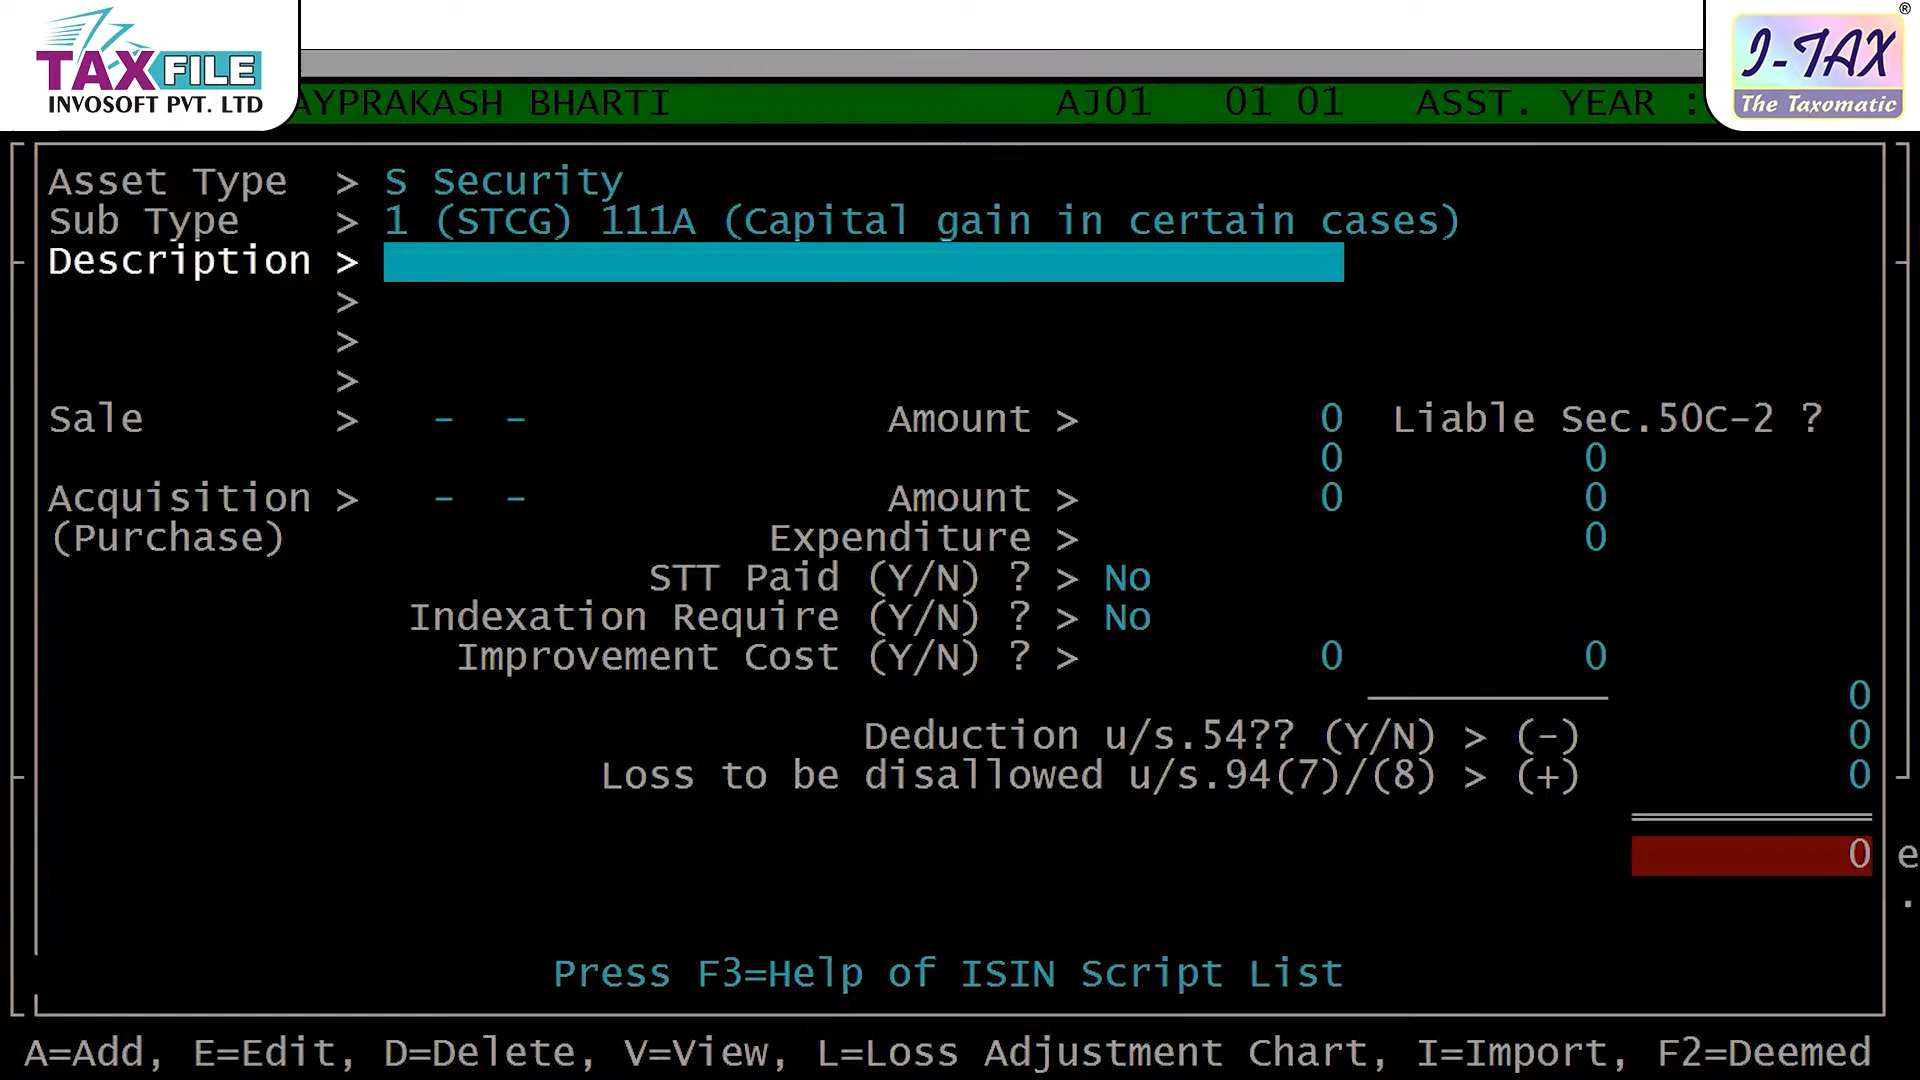 TAX FILE
INVOSOFT PVT. LTD
I-TAX ®
The Taxomatic
AYPRAKASH BHARTI AJ01 01 01 ASST. YEAR :
Asset Type > S Security
Sub Type > 1 (STCG) 111A (Capital gain in certain cases)
Description >
>
>
>
Sale > - - Amount > 0 Liable Sec.50C-2 ?
0 0
Acquisition > - - Amount > 0 0
(Purchase) Expenditure > 0
STT Paid (Y/N) ? > No
Indexation Require (Y/N) ? > No
Improvement Cost (Y/N) ? > 0 0
0
Deduction u/s.54?? (Y/N) > (-) 0
Loss to be disallowed u/s.94(7)/(8) > (+) 0
0 e
.
Press F3=Help of ISIN Script List
A=Add, E=Edit, D=Delete, V=View, L=Loss Adjustment Chart, I=Import, F2=Deemed